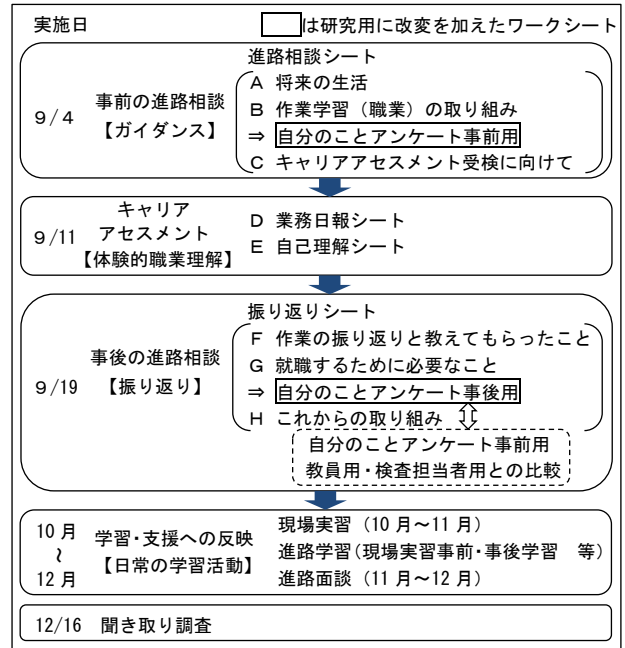 実施日 □は研究用に改変を加えたワークシート
進路相談シート
9/4 事前の進路相談【ガイダンス】
A 将来の生活
B 作業学習（職業）の取り組み
⇒ 自分のことアンケート事前用
C キャリアアセスメント受検に向けて
9/11 キャリアアセスメント【体験的職業理解】
D 業務日報シート
E 自己理解シート
振り返りシート
9/19 事後の進路相談【振り返り】
F 作業の振り返りと教えてもらったこと
G 就職するために必要なこと
⇒ 自分のことアンケート事後用
H これからの取り組み
自分のことアンケート事前用
教員用・検査担当者用との比較
10月～12月 学習・支援への反映【日常の学習活動】
現場実習（10月～11月）
進路学習（現場実習事前・事後学習　等）
進路面談（11月～12月）
12/16 聞き取り調査